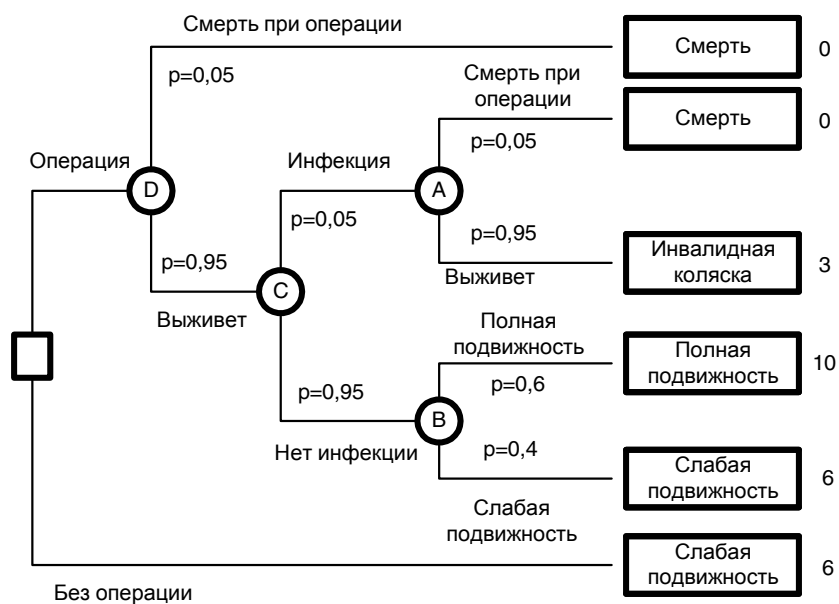 Смерть при операции
Смерть
0
p=0,05
Смерть при
операции
Смерть
0
p=0,05
Операция
Инфекция
D
A
p=0,05
p=0,95
p=0,95
Инвалидная
коляска
3
Выживет
C
Выживет
Полная
подвижность
Полная
подвижность
10
p=0,6
p=0,95
B
Нет инфекции
p=0,4
Слабая
подвижность
6
Слабая
подвижность
Слабая
подвижность
6
Без операции